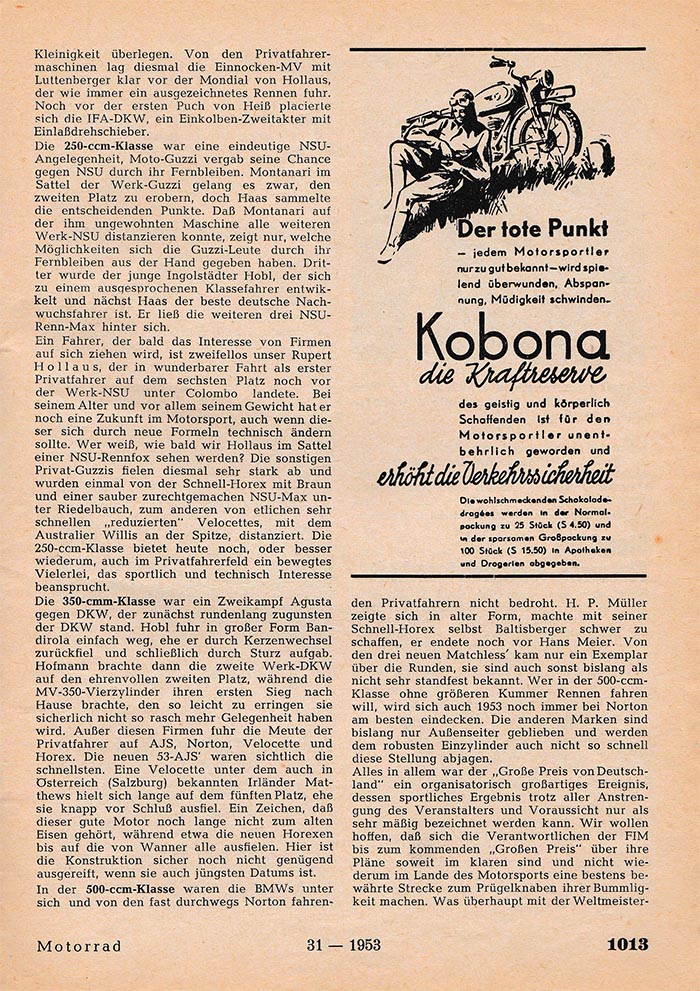 Kleinigkeit überlegen. Von den Privatfahrer-
maschinen lag diesmal die Einnocken-MV mit
Luttenberger klar vor der Mondial von Hollaus,
der wie immer ein ausgezeichnetes Rennen fuhr.
Noch vor der ersten Puch von Heiß placierte
sich die IFA-DKW, ein Einkolben-Zweitakter mit
Einlaßdrehschieber.
Die 250-ccm-Klasse war eine eindeutige NSU-
Angelegenheit, Moto-Guzzi vergab seine Chance
gegen NSU durch ihr Fernbleiben. Montanari im
Sattel der Werk-Guzzi gelang es zwar, den
zweiten Platz zu erobern, doch Haas sammelte
die entscheidenden Punkte. Daß Montanari auf
der ihm ungewohnten Maschine alle weiteren
Werk-NSU distanzieren konnte, zeigt nur, welche
Möglichkeiten sich die Guzzi-Leute durch ihr
Fernbleiben aus der Hand gegeben haben. Drit-
ter wurde der junge Ingolstädter Hobl, der sich
zu einem ausgesprochenen Klassefahrer entwik-
kelt und nächst Haas der beste deutsche Nach-
wuchsfahrer ist. Er ließ die weiteren drei NSU-
Renn-Max hinter sich.
Ein Fahrer, der bald das Interesse von Firmen
auf sich ziehen wird, ist zweifellos unser Rupert
Hollaus, der in wunderbarer Fahrt als erster
Privatfahrer auf dem sechsten Platz noch vor
der Werk-NSU unter Colombo landete. Bei
seinem Alter und vor allem seinem Gewicht hat er
noch eine Zukunft im Motorsport, auch wenn die-
ser sich durch neue Formeln technisch ändern
sollte. Wer weiß, wie bald wir Hollaus im Sattel
einer NSU-Rennfox sehen werden? Die sonstigen
Privat-Guzzis fielen diesmal sehr stark ab und
wurden einmal von der Schnell-Horex mit Braun
und einer sauber zurechtgemachen NSU-Max un-
ter Riedelbauch, zum anderen von etlichen sehr
schnellen „reduzierten" Velocettes, mit dem
Australier Willis an der Spitze, distanziert. Die
250-ccm-Klasse bietet heute noch, oder besser
wiederum, auch im Privatfahrerfeld ein bewegtes
Vielerlei, das sportlich und technisch Interesse
beansprucht.
Die 350-cmm-Klasse war ein Zweikampf Agusta
gegen DKW, der zunächst rundenlang zugunsten
der DKW stand. Hobl fuhr in großer Form Ban-
dirola einfach weg, ehe er durch Kerzenwechsel
zurückfiel und schließlich durch Sturz aufgab.
Hofmann brachte dann die zweite Werk-DKW
auf den ehrenvollen zweiten Platz, während die
MV-350-Vierzylinder ihren ersten Sieg nach
Hause brachte, den so leicht zu erringen sie
sicherlich nicht so rasch mehr Gelegenheit haben
wird. Außer diesen Firmen fuhr die Meute der
Privatfahrer auf AJS, Norton, Velocette und
Horex. Die neuen 53-AJS' waren sichtlich die
schnellsten. Eine Velocette unter dem auch in
Österreich (Salzburg) bekannten Irländer Mat-
thews hielt sich lange auf dem fünften Platz, ehe
sie knapp vor Schluß ausfiel. Ein Zeichen, daß
dieser gute Motor noch lange nicht zum alten
Eisen gehört, während etwa die neuen Horexen
bis auf die von Wanner alle ausfielen. Hier ist
die Konstruktion sicher noch nicht genügend
ausgereift, wenn sie auch jüngsten Datums ist.
In der 500-ccm-Klasse waren die BMWs unter
sich und von den fast durchwegs Norton fahren-
Der tote Punkt
— jedem Motorsportler
nur zu gut bekannt — wird spie-
lend überwunden, Abspan-
nung, Müdigkeit schwinden.
Kobona
die Kraftreserve
des geistig und körperlich
Schaffenden ist für den
Motorsportler unent-
behrlich geworden und
erhöht die Verkehrssicherheit
Die wohlschmeckenden Schokolade-
dragées werden in der Normal-
packung zu 25 Stück (S 4.50) und
in der sparsamen Großpackung zu
100 Stück (S 15.50) in Apotheken
und Drogerien abgegeben.
den Privatfahrern nicht bedroht. H. P. Müller
zeigte sich in alter Form, machte mit seiner
Schnell-Horex selbst Baltisberger schwer zu
schaffen, er endete noch vor Hans Meier. Von
den drei neuen Matchless' kam nur ein Exemplar
über die Runden, sie sind auch sonst bislang als
nicht sehr standfest bekannt. Wer in der 500-ccm-
Klasse ohne größeren Kummer Rennen fahren
will, wird sich auch 1953 noch immer bei Norton
am besten eindecken. Die anderen Marken sind
bislang nur Außenseiter geblieben und werden
dem robusten Einzylinder auch nicht so schnell
diese Stellung abjagen.
Alles in allem war der „Große Preis von Deutsch-
land" ein organisatorisch großartiges Ereignis,
dessen sportliches Ergebnis trotz aller Anstren-
gung des Veranstalters und Voraussicht nur als
sehr mäßig bezeichnet werden kann. Wir wollen
hoffen, daß sich die Verantwortlichen der FIM
bis zum kommenden „Großen Preis" über ihre
Pläne soweit im klaren sind und nicht wie-
derum im Lande des Motorsports eine bestens be-
währte Strecke zum Prügelknaben ihrer Bummlig-
keit machen. Was überhaupt mit der Weltmeister-
Motorrad
31 — 1953
1013